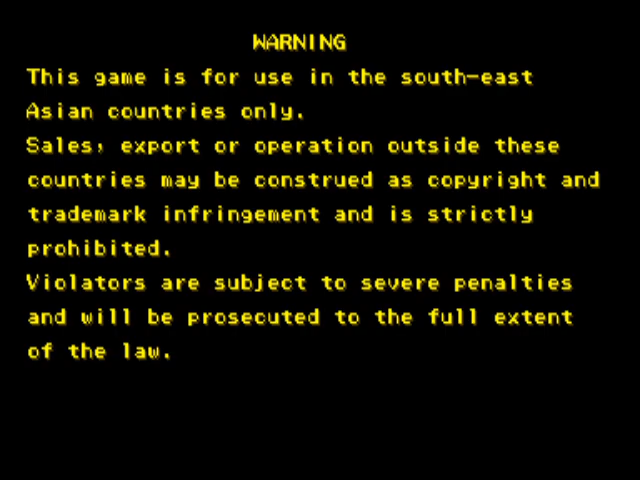 WARNING
This game is for use in the south-east
Asian countries only.
Sales, export or operation outside these
countries may be construed as copyright and
trademark infringement and is strictly
prohibited.
Violators are subject to severe penalties
and will be prosecuted to the full extent
of the law.